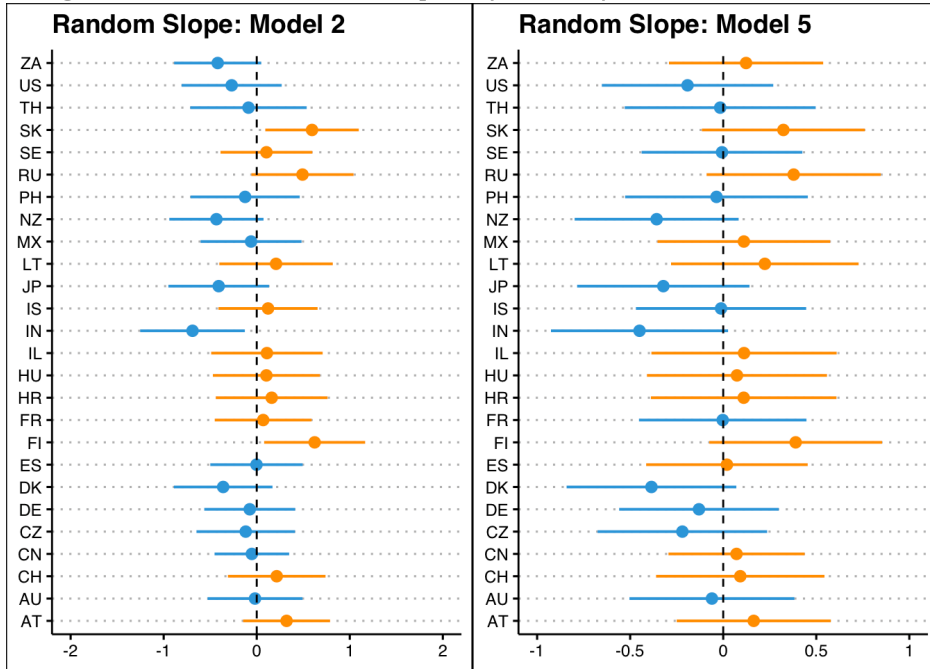 Random Slope: Model 2
ZA
US
TH
SK
SE
RU
PH
NZ
MX
LT
JP
IS
IN
IL
HU
HR
FR
FI
ES
DK
DE
CZ
CN
CH
AU
AT
-2 -1 0 1 2
Random Slope: Model 5
ZA
US
TH
SK
SE
RU
PH
NZ
MX
LT
JP
IS
IN
IL
HU
HR
FR
FI
ES
DK
DE
CZ
CN
CH
AU
AT
-1 -0.5 0 0.5 1